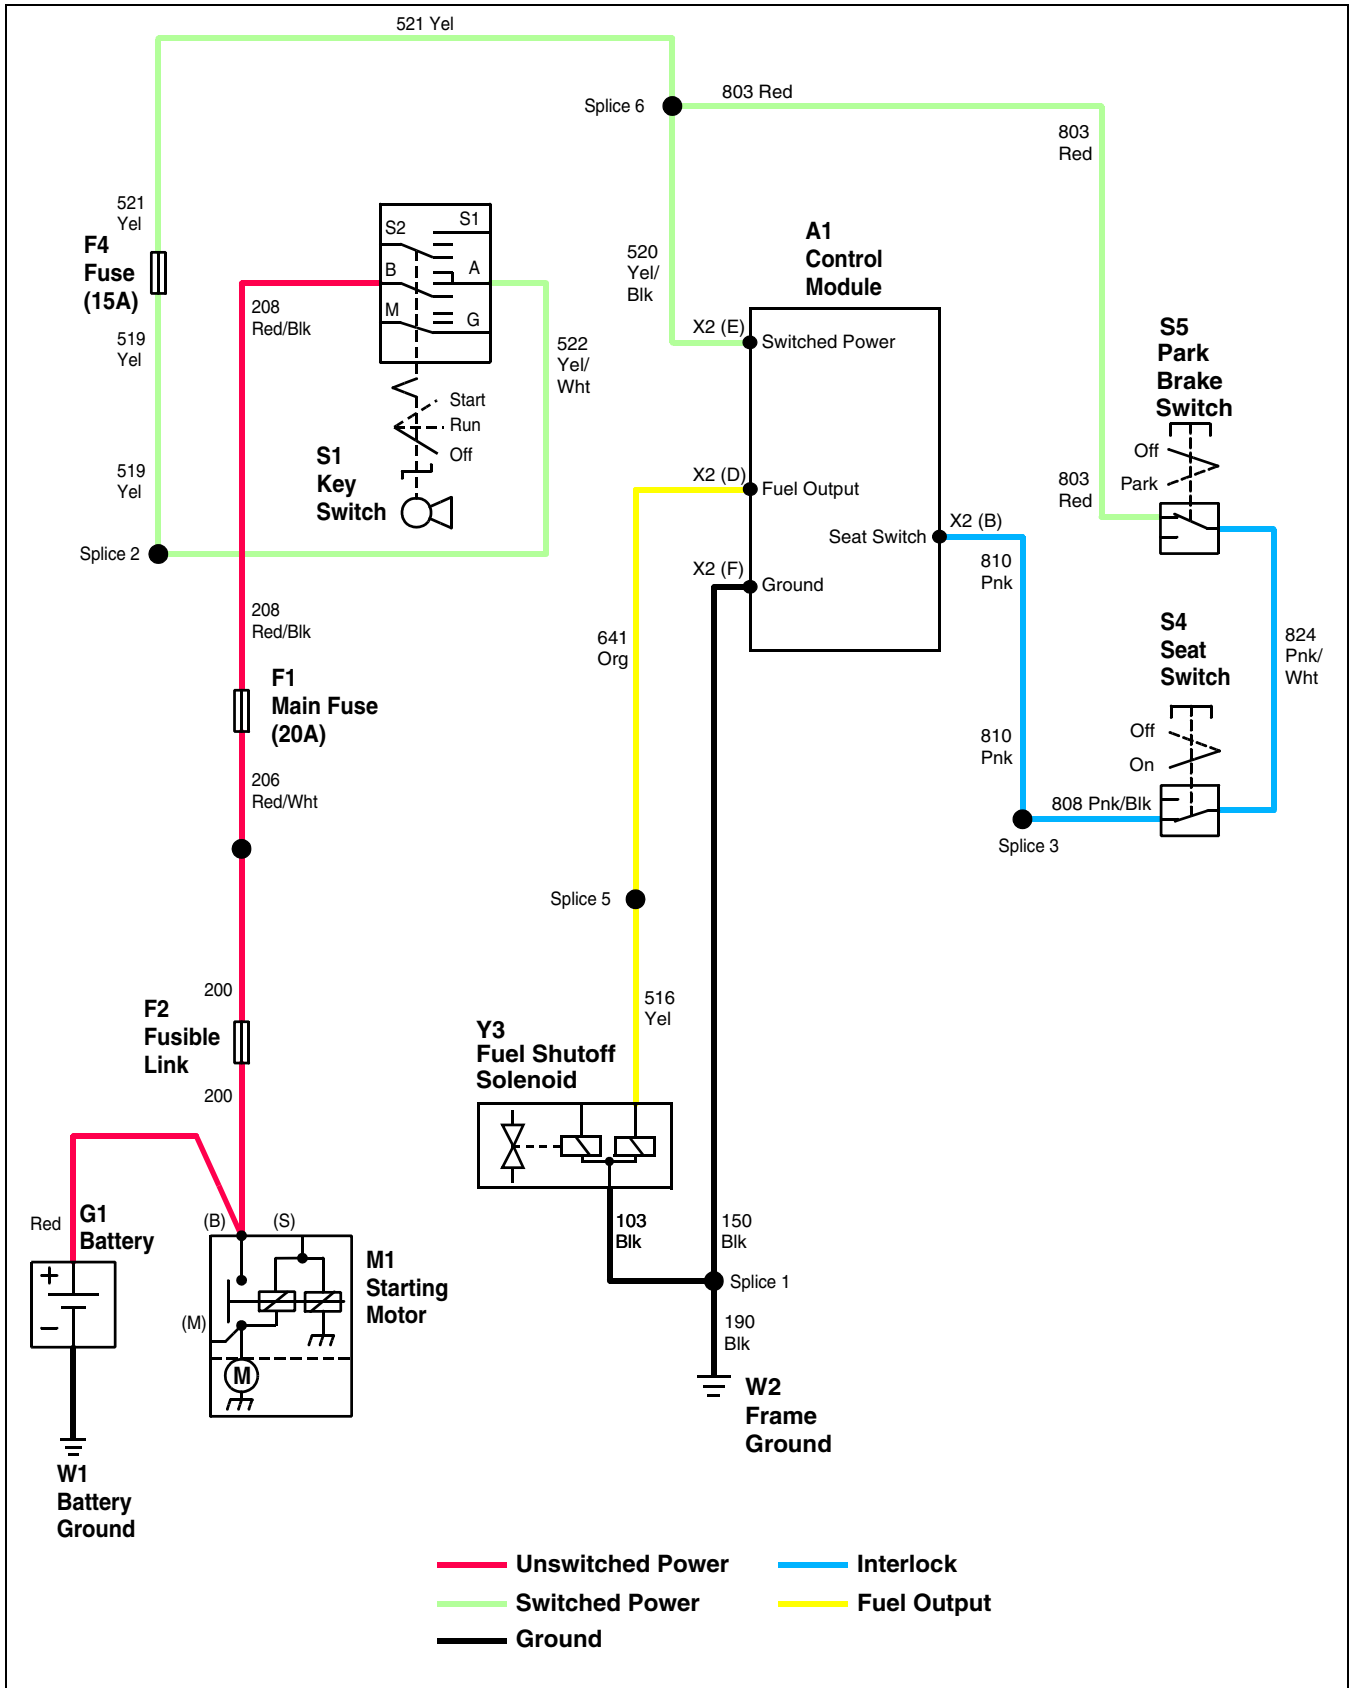 521 Yel
Splice 6
803 Red
803
Red
521
Yel
F4
Fuse
(15A)
519
Yel
519
Yel
Splice 2
208
Red/Blk
S2
S1
B
A
M
G
Start
Run
Off
S1
Key
Switch
522
Yel/
Wht
520
Yel/
Blk
A1
Control
Module
X2 (E)
Switched Power
X2 (D)
Fuel Output
X2 (B)
Seat Switch
X2 (F)
Ground
S5
Park
Brake
Switch
Off
Park
803
Red
810
Pnk
824
Pnk/
Wht
S4
Seat
Switch
Off
On
810
Pnk
808 Pnk/Blk
Splice 3
208
Red/Blk
F1
Main Fuse
(20A)
206
Red/Wht
641
Org
Splice 5
516
Yel
200
F2
Fusible
Link
200
Y3
Fuel Shutoff
Solenoid
103
Blk
150
Blk
Splice 1
190
Blk
W2
Frame
Ground
Red
G1
Battery
+
−
(B)
(S)
(M)
M
M1
Starting
Motor
W1
Battery
Ground
Unswitched Power
Interlock
Switched Power
Fuel Output
Ground